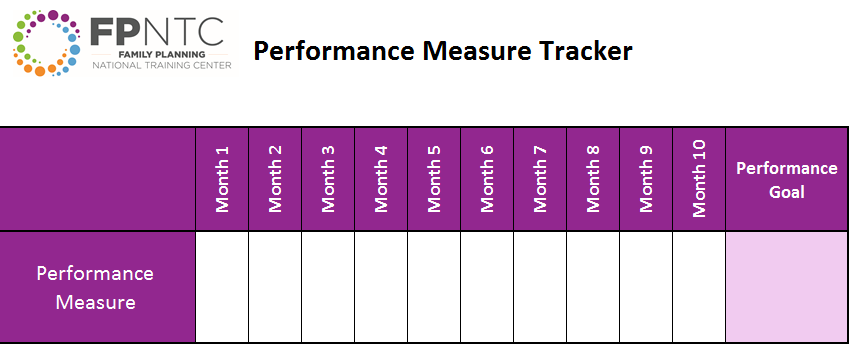 FPNTC
FAMILY PLANNING
NATIONAL TRAINING CENTER
Performance Measure Tracker
Month 1
Month 2
Month 3
Month 4
Month 5
Month 6
Month 7
Month 8
Month 9
Month 10
Performance
Goal
Performance
Measure